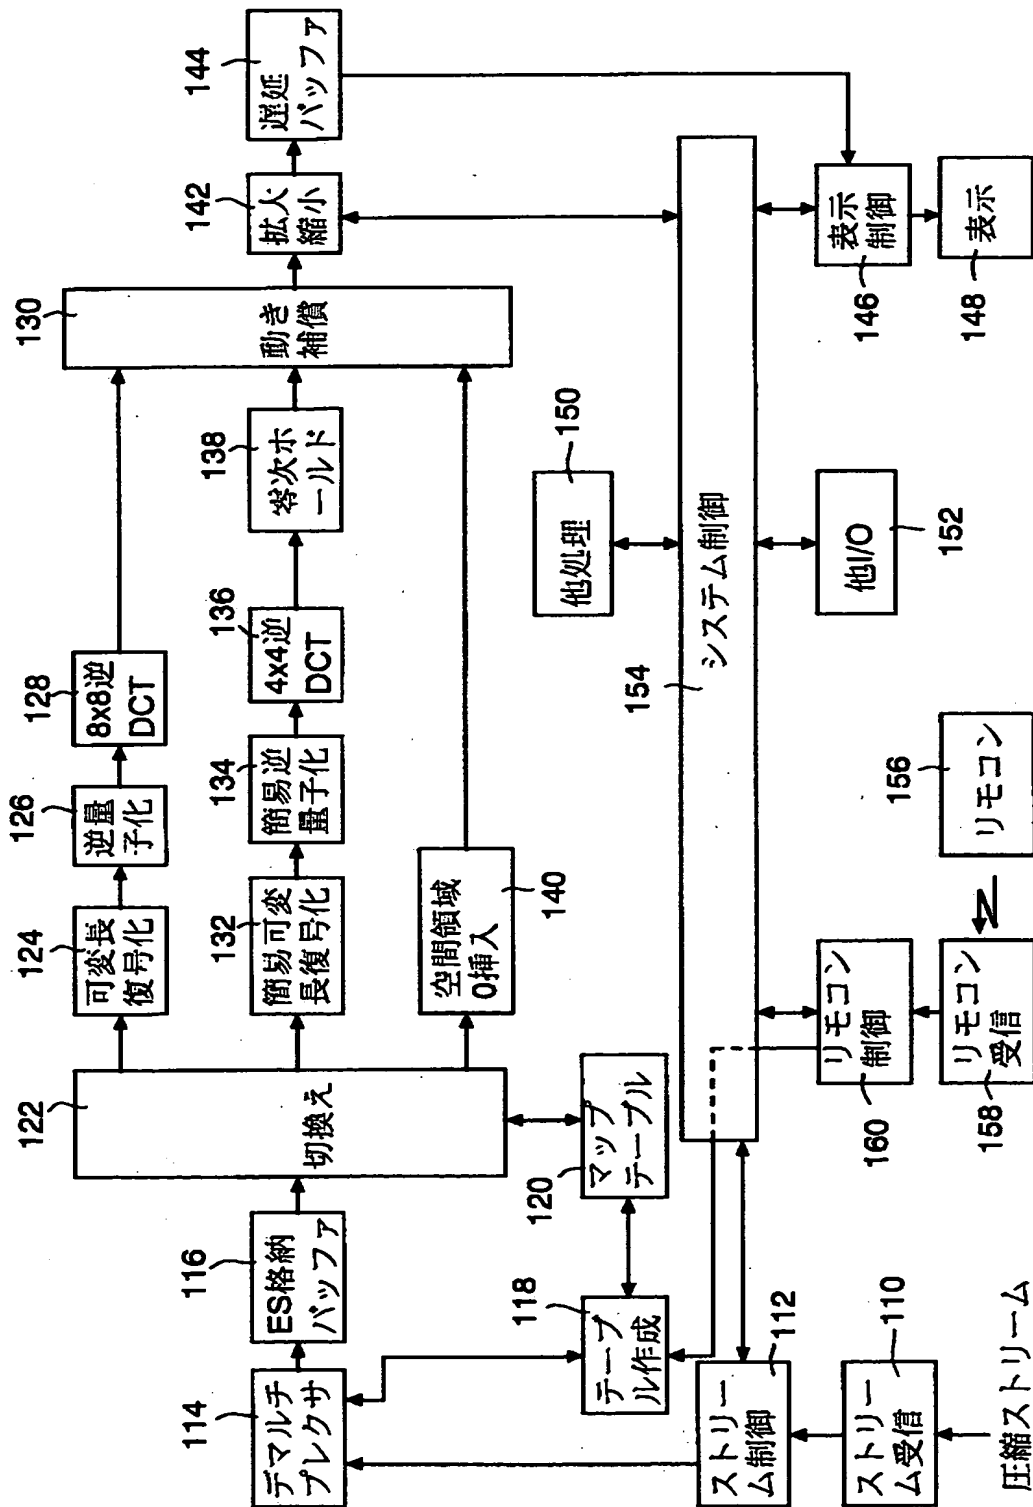 144
遅延
バッファ
142
拡大
縮小
130
動き
補償
128
8x8逆
DCT
126
逆量
子化
124
可変長
復号化
138
零次ホ
ールド
136
4x4逆
DCT
134
簡易逆
量子化
132
簡易可変
長復号化
140
空間領域
0挿入
122
切換え
116
ES格納
バッファ
114
デマルチ
プレクサ
120
マップ
テーブル
118
テーブ
ル作成
112
ストリー
ム制御
110
ストリー
ム受信
圧縮ストリーム
154
システム制御
150
他処理
152
他I/O
146
表示
制御
148
表示
156
リモコン
158
リモコン
受信
160
リモコン
制御